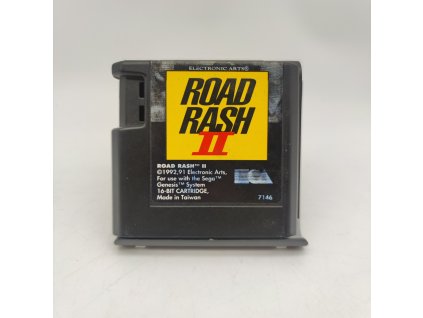 ELECTRONIC ARTS®
ROAD
RASH
II
ROAD RASH™ II
©1992,91 Electronic Arts,
For use with the Sega™
Genesis™ System
16-BIT CARTRIDGE,
Made in Taiwan
EA
7146